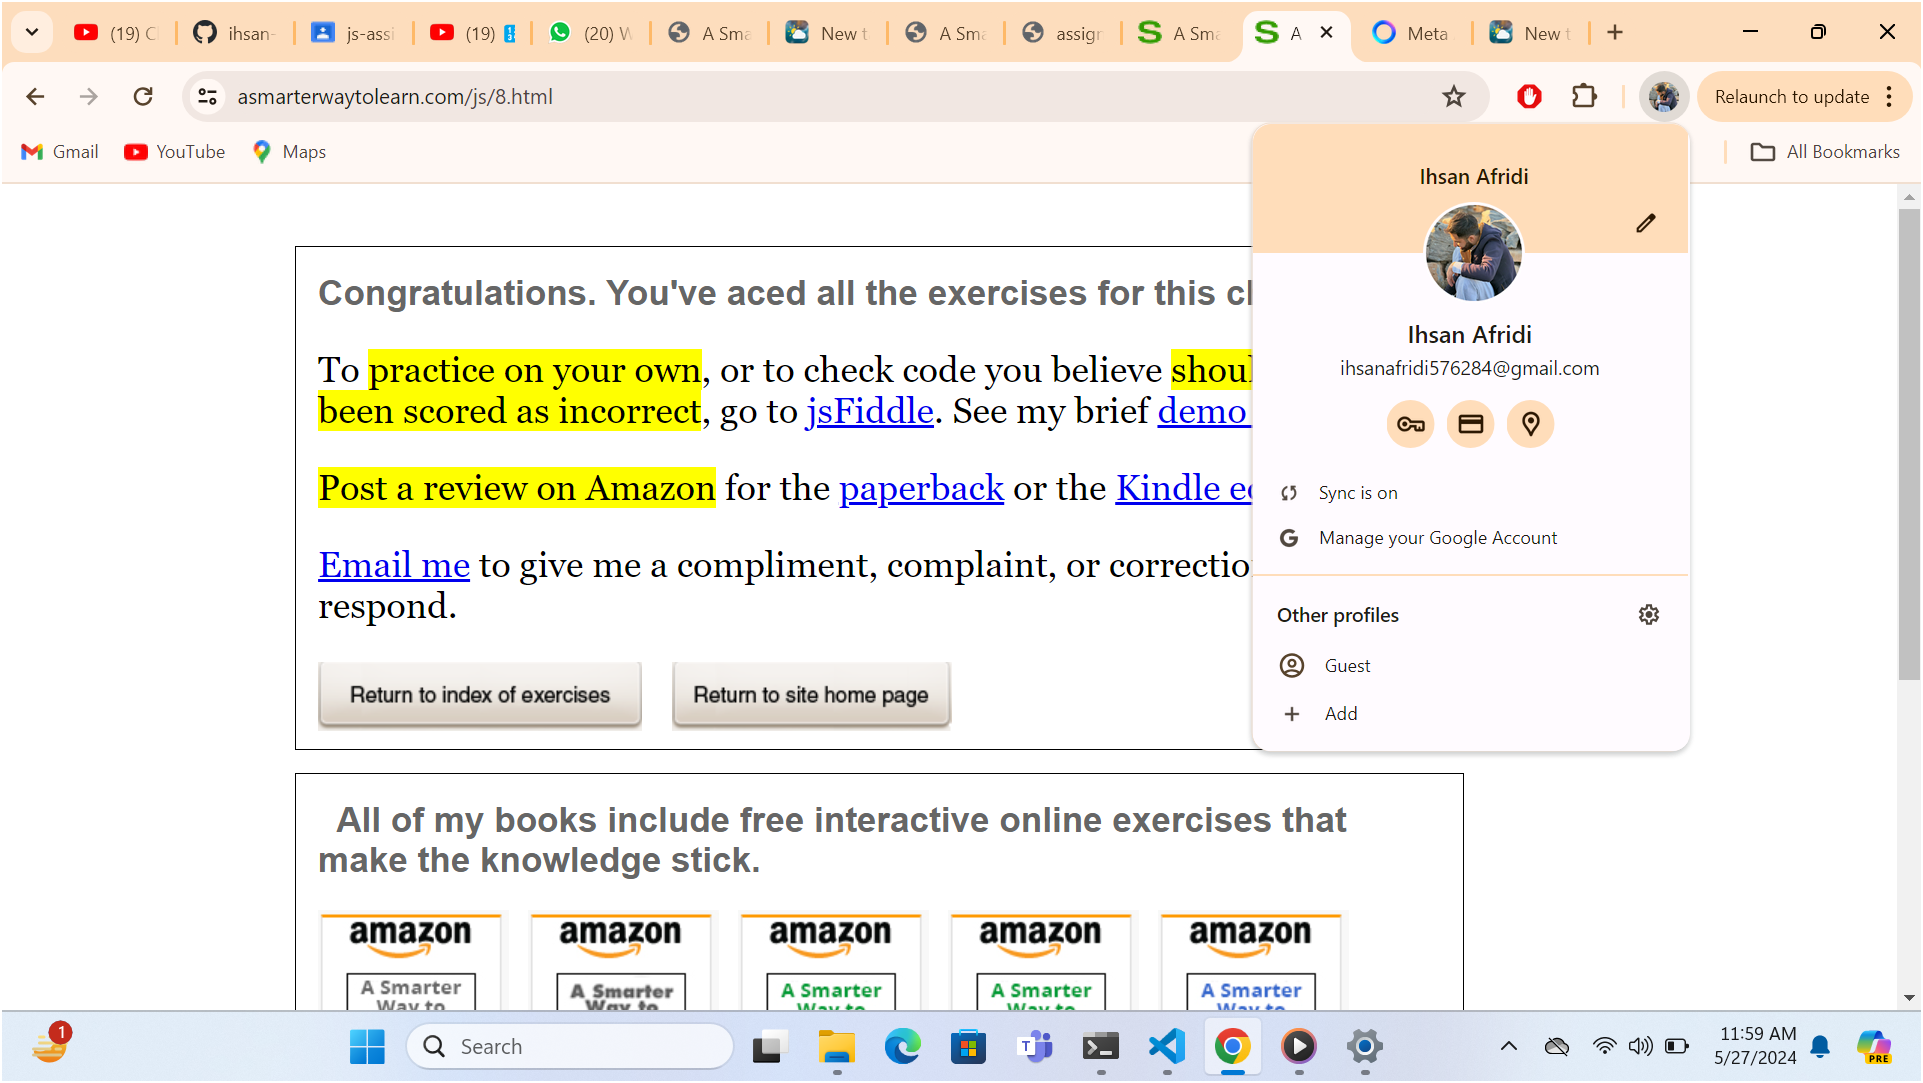 (19) C
ihsan-
js-assi
(19)
(20) W
A Sma
New t
A Sma
assign
A Sma
A
Meta
New t
asmarterwaytolearn.com/js/8.html
Relaunch to update
Gmail
YouTube
Maps
All Bookmarks
Ihsan Afridi
Ihsan Afridi
ihsanafridi576284@gmail.com
Sync is on
Manage your Google Account
Other profiles
Guest
Add
Congratulations. You've aced all the exercises for this c
To practice on your own, or to check code you believe shoul
been scored as incorrect, go to jsFiddle. See my brief demo
Post a review on Amazon for the paperback or the Kindle e
Email me to give me a compliment, complaint, or correctio
respond.
Return to index of exercises
Return to site home page
All of my books include free interactive online exercises that
make the knowledge stick.
amazon amazon amazon amazon amazon
A Smarter A Smarter A Smarter A Smarter A Smarter
Way to Way to Way to Way to Way to
1
Search
T
PRE
11:59 AM
5/27/2024